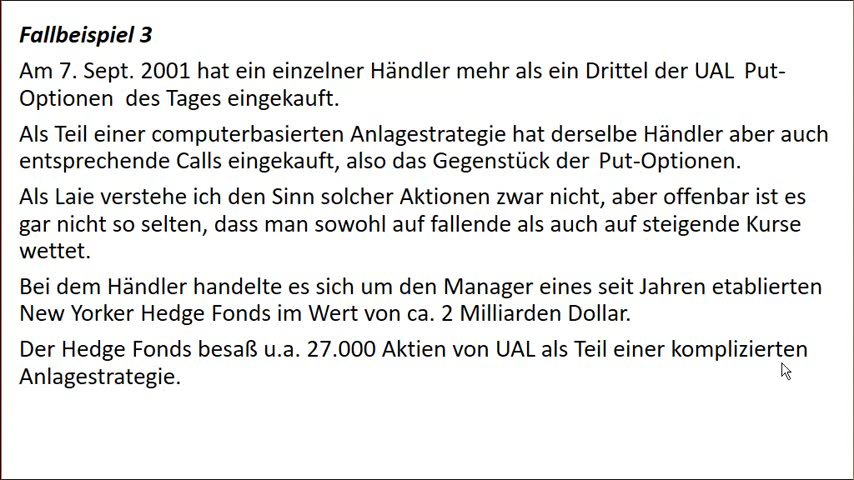 Fallbeispiel 3
Am 7. Sept. 2001 hat ein einzelner Händler mehr als ein Drittel der UAL Put-
Optionen des Tages eingekauft.
Als Teil einer computerbasierten Anlagestrategie hat derselbe Händler aber auch
entsprechende Calls eingekauft, also das Gegenstück der Put-Optionen.
Als Laie verstehe ich den Sinn solcher Aktionen zwar nicht, aber offenbar ist es
gar nicht so selten, dass man sowohl auf fallende als auch auf steigende Kurse
wettet.
Bei dem Händler handelte es sich um den Manager eines seit Jahren etablierten
New Yorker Hedge Fonds im Wert von ca. 2 Milliarden Dollar.
Der Hedge Fonds besaß u.a. 27.000 Aktien von UAL als Teil einer komplizierten
Anlagestrategie.